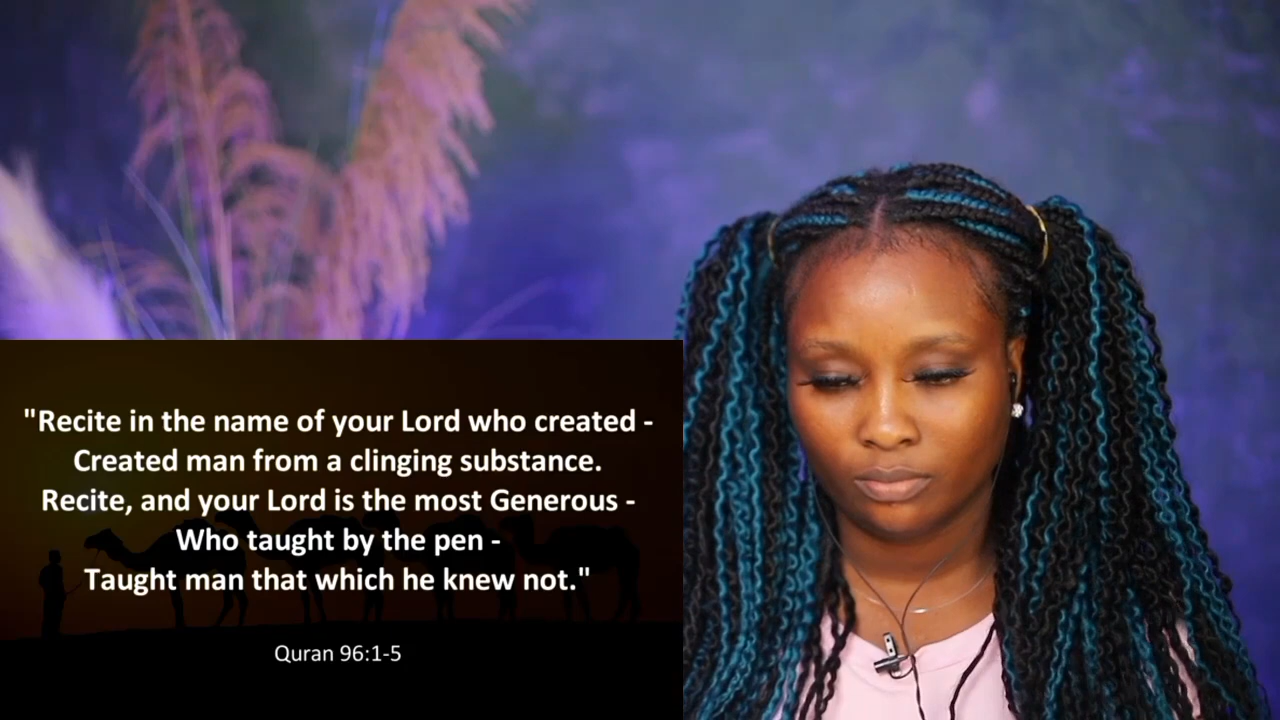 "Recite in the name of your Lord who created -
Created man from a clinging substance.
Recite, and your Lord is the most Generous -
Who taught by the pen -
Taught man that which he knew not."
Quran 96:1-5